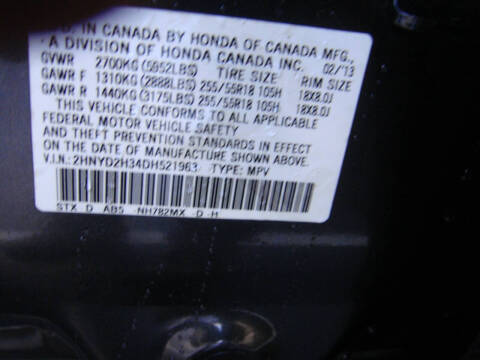 D. IN CANADA BY HONDA OF CANADA MFG.,
A DIVISION OF HONDA CANADA INC. 02/'13
GVWR 2700KG (5952LBS) TIRE SIZE RIM SIZE
GAWR F 1310KG (2888LBS) 255/55R18 105H 18X8.0J
GAWR R 1440KG (3175LBS) 255/55R18 105H 18X8.0J
THIS VEHICLE CONFORMS TO ALL APPLICABLE
FEDERAL MOTOR VEHICLE SAFETY
AND THEFT PREVENTION STANDARDS IN EFFECT
ON THE DATE OF MANUFACTURE SHOWN ABOVE.
V.I.N.: 2HNYD2H34DH521963 TYPE: MPV
STX D AB5 NH782MX -D -H